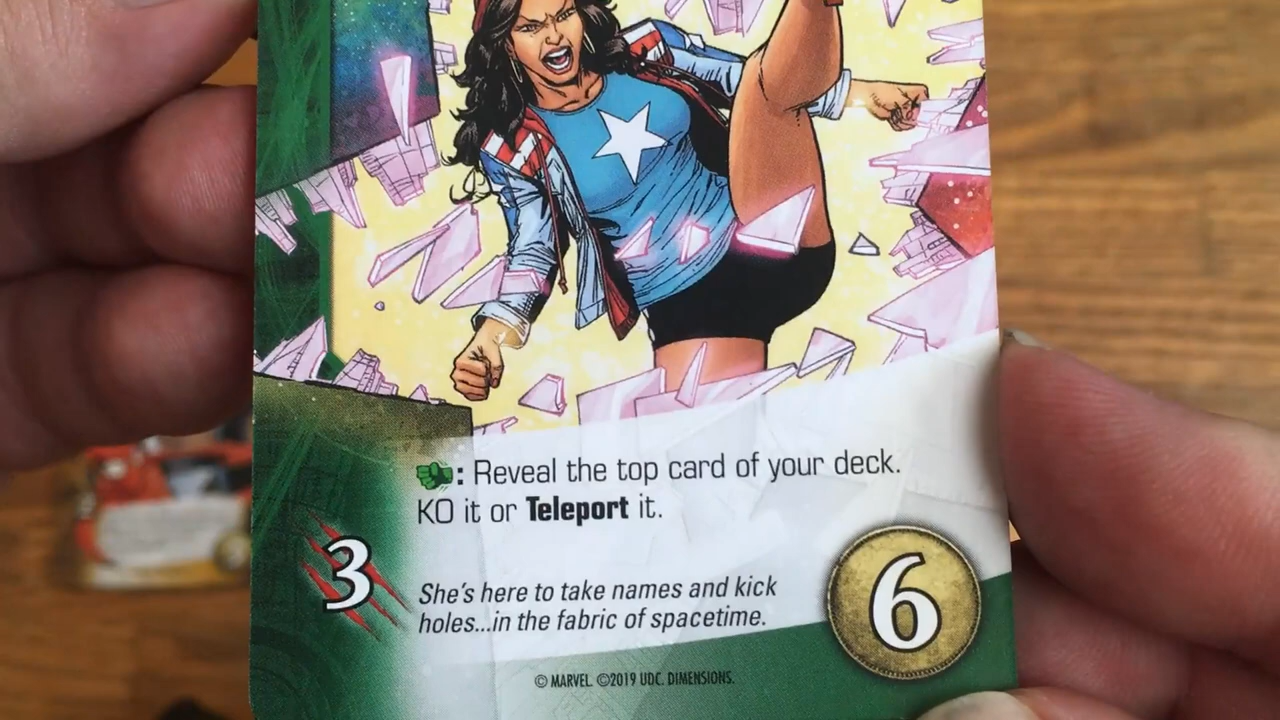 : Reveal the top card of your deck.
KO it or Teleport it.
3
She's here to take names and kick
holes...in the fabric of spacetime.
6
© MARVEL. ©2019 UDC. DIMENSIONS.